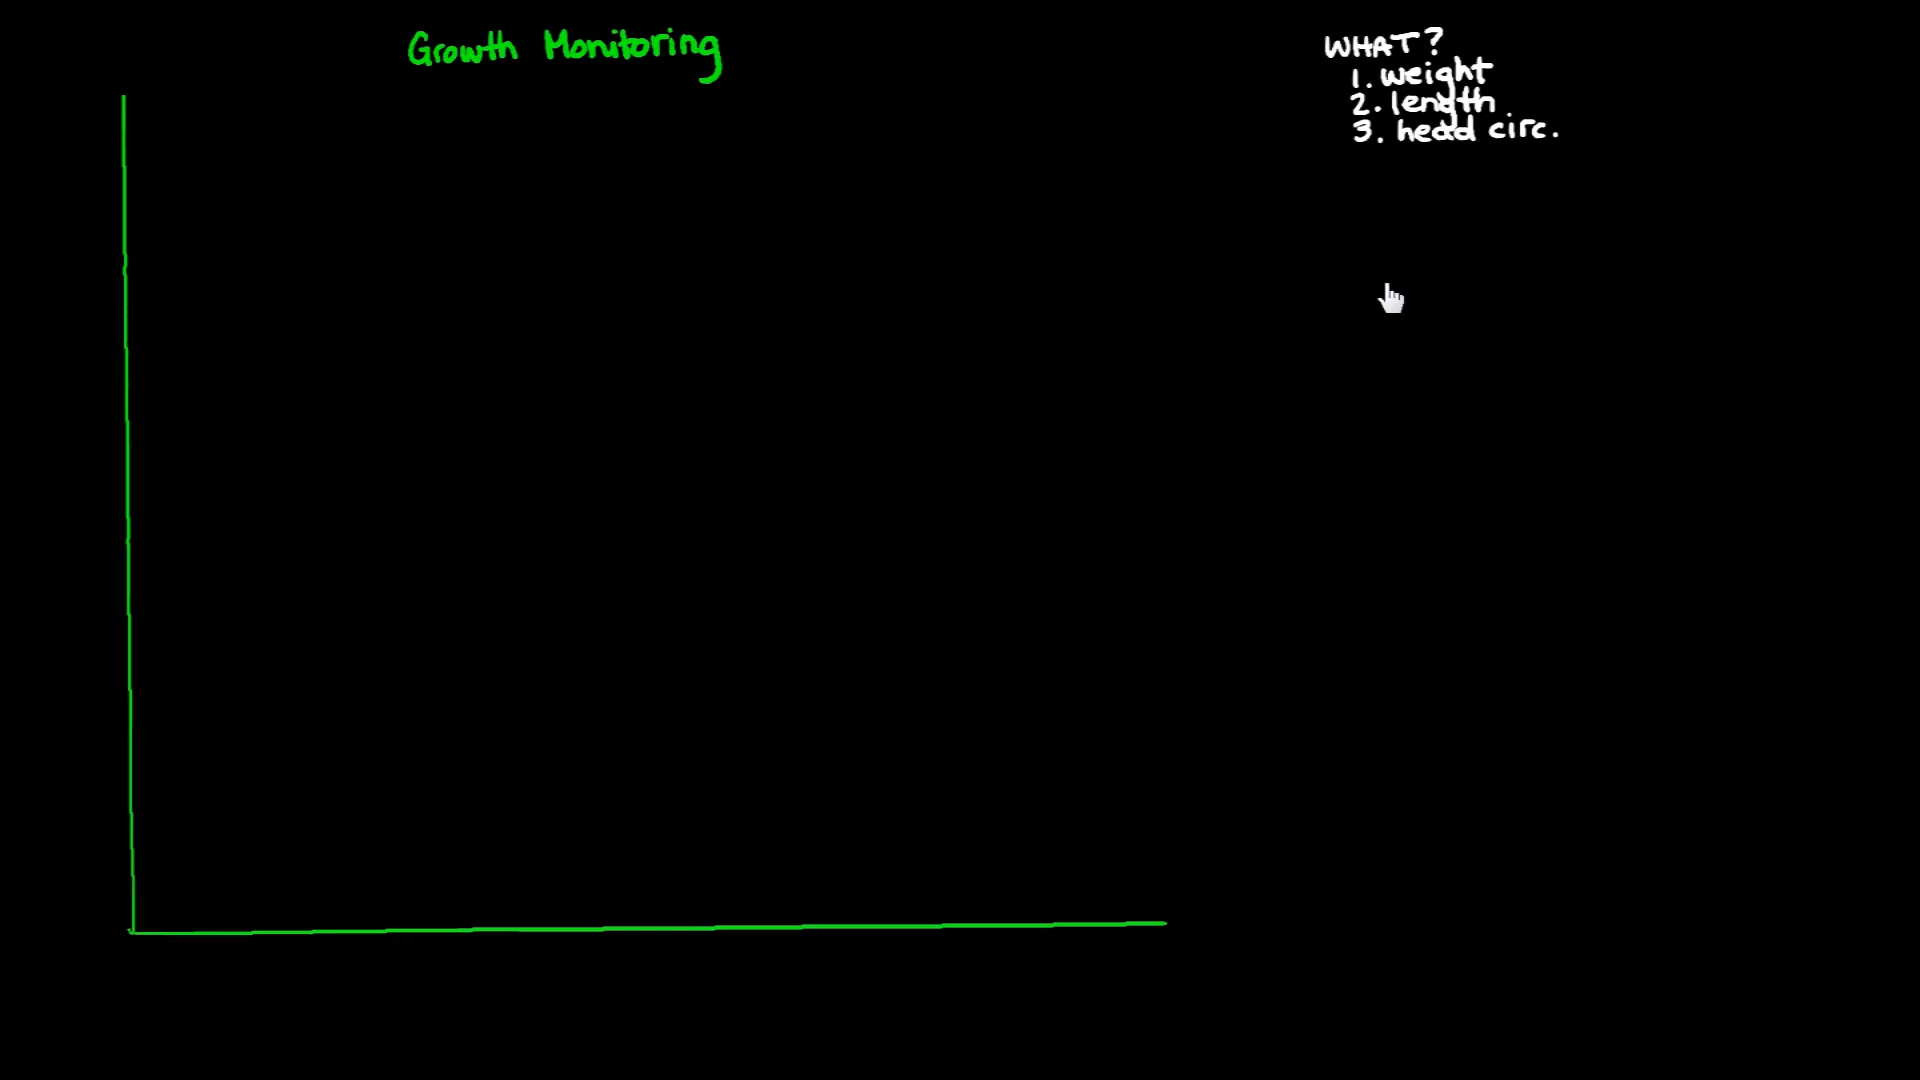 Growth Monitoring
WHAT?
1. weight
2. length
3. head circ.